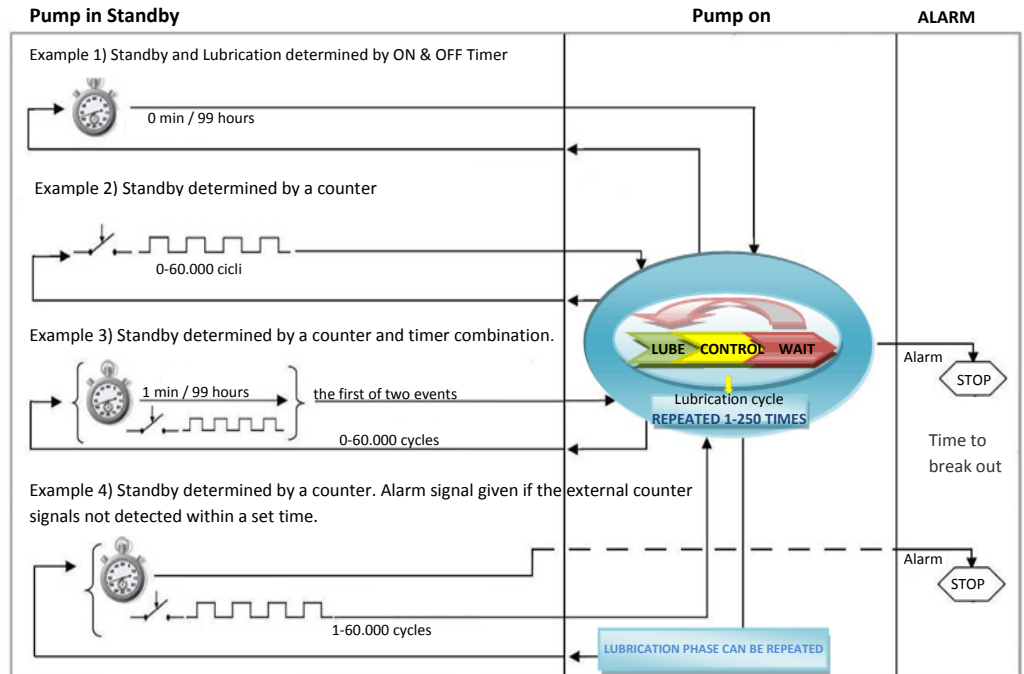 Pump in Standby
Pump on
ALARM
Example 1) Standby and Lubrication determined by ON & OFF Timer
0 min / 99 hours
Example 2) Standby determined by a counter
0-60.000 cicli
Example 3) Standby determined by a counter and timer combination.
1 min / 99 hours
the first of two events
0-60.000 cycles
LUBE
CONTROL
WAIT
Lubrication cycle
REPEATED 1-250 TIMES
Alarm
STOP
Time to
break out
Example 4) Standby determined by a counter. Alarm signal given if the external counter
signals not detected within a set time.
Alarm
STOP
1-60.000 cycles
LUBRICATION PHASE CAN BE REPEATED